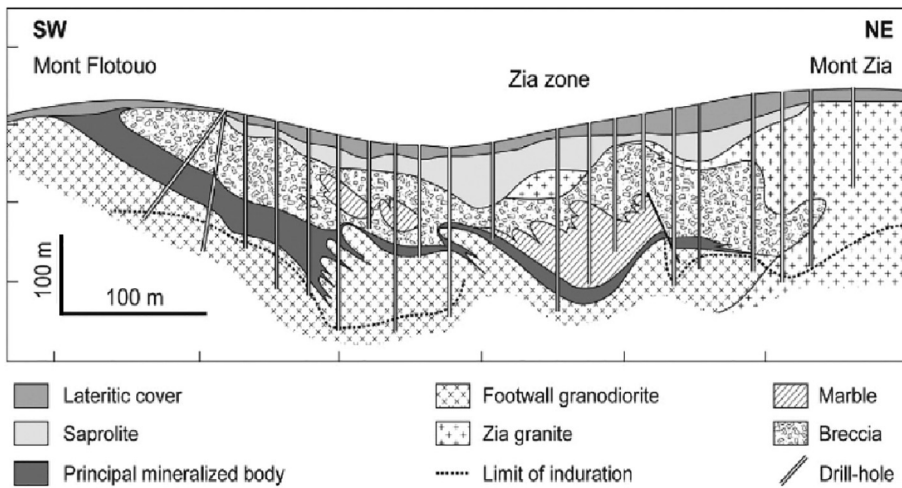 SW
NE
Mont Flotouo
Zia zone
Mont Zia
100 m
100 m
Lateritic cover
Footwall granodiorite
Marble
Saprolite
Zia granite
Breccia
Principal mineralized body
Limit of induration
Drill-hole